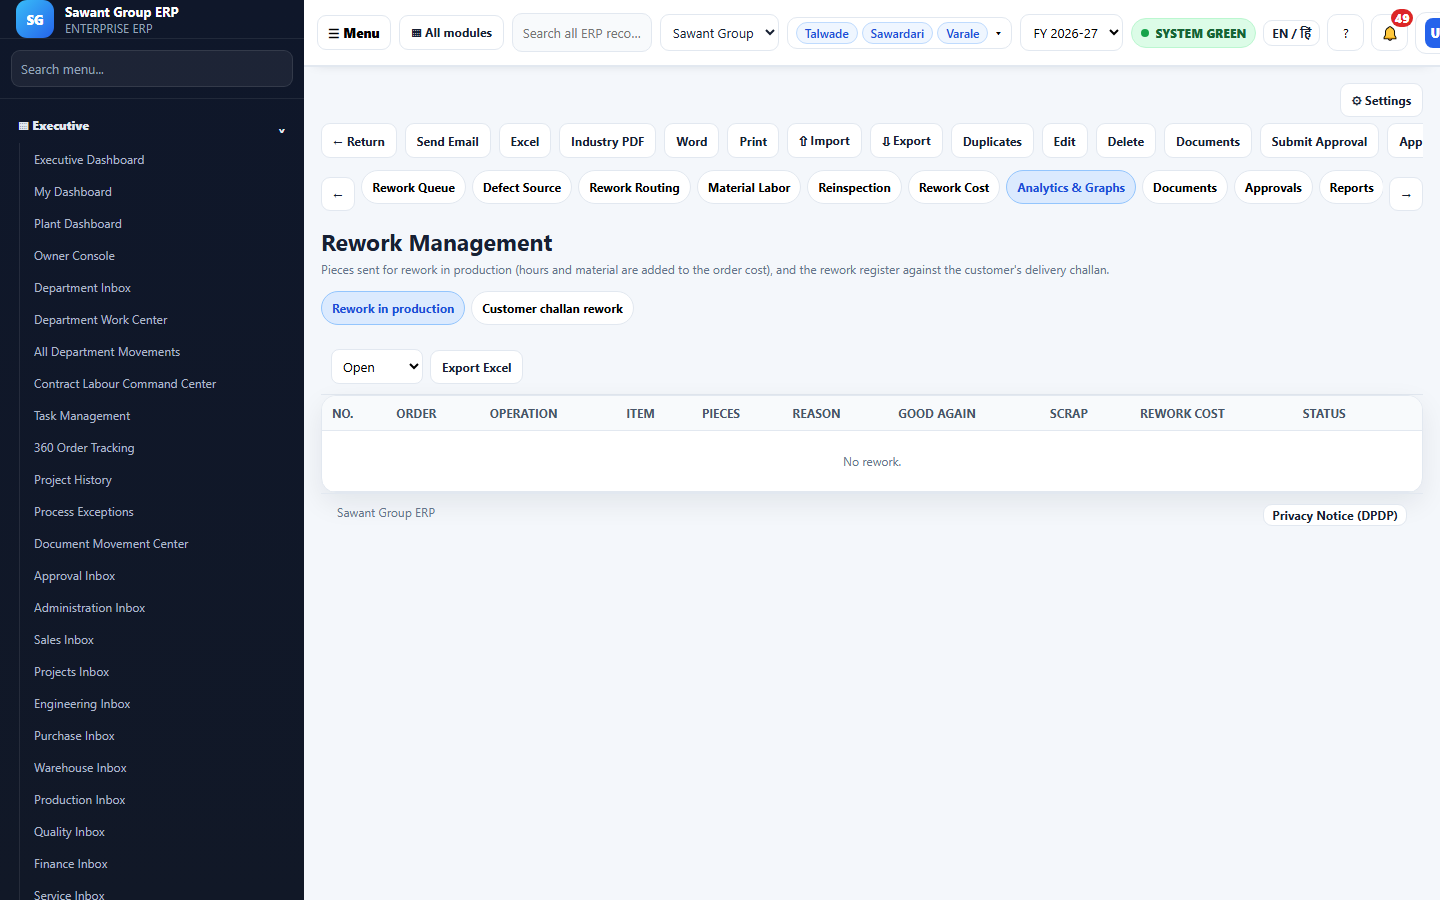 SG
Sawant Group ERP
ENTERPRISE ERP
Search menu...
Executive
Executive Dashboard
My Dashboard
Plant Dashboard
Owner Console
Department Inbox
Department Work Center
All Department Movements
Contract Labour Command Center
Task Management
360 Order Tracking
Project History
Process Exceptions
Document Movement Center
Approval Inbox
Administration Inbox
Sales Inbox
Projects Inbox
Engineering Inbox
Purchase Inbox
Warehouse Inbox
Production Inbox
Quality Inbox
Finance Inbox
Service Inbox
☰ Menu
All modules
Search all ERP reco...
Sawant Group
Talwade Sawardari Varale
FY 2026-27
SYSTEM GREEN
EN / हिं
?
49
U
⚙ Settings
← Return
Send Email
Excel
Industry PDF
Word
Print
⇧ Import
⇩ Export
Duplicates
Edit
Delete
Documents
Submit Approval
App
←
Rework Queue
Defect Source
Rework Routing
Material Labor
Reinspection
Rework Cost
Analytics & Graphs
Documents
Approvals
Reports
→
Rework Management
Pieces sent for rework in production (hours and material are added to the order cost), and the rework register against the customer's delivery challan.
Rework in production
Customer challan rework
Open
Export Excel
NO. ORDER OPERATION ITEM PIECES REASON GOOD AGAIN SCRAP REWORK COST STATUS
No rework.
Sawant Group ERP
Privacy Notice (DPDP)